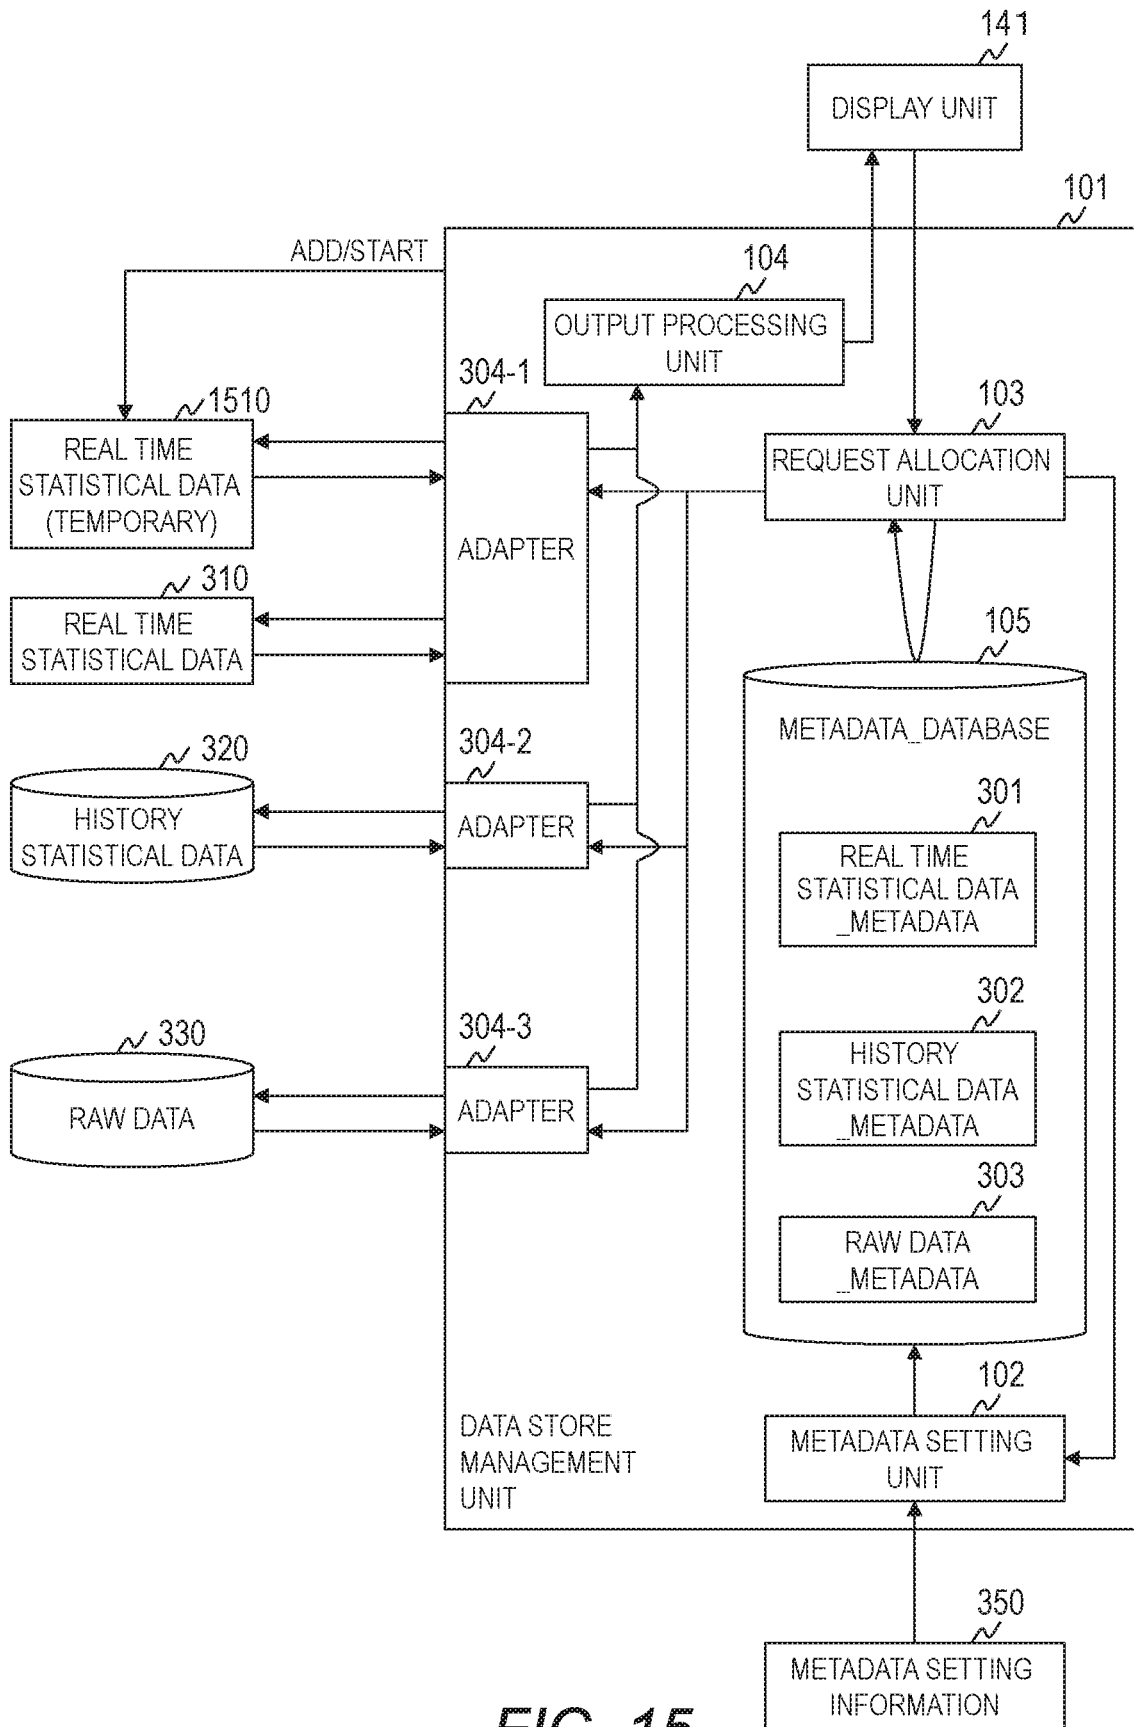 141
DISPLAY UNIT
101
ADD/START
104
OUTPUT PROCESSING
UNIT
304-1
1510
REAL TIME
STATISTICAL DATA
(TEMPORARY)
103
REQUEST ALLOCATION
UNIT
ADAPTER
310
REAL TIME
STATISTICAL DATA
105
METADATA_DATABASE
304-2
320
HISTORY
STATISTICAL DATA
ADAPTER
301
REAL TIME
STATISTICAL DATA
_METADATA
304-3
330
RAW DATA
ADAPTER
302
HISTORY
STATISTICAL DATA
_METADATA
303
RAW DATA
_METADATA
102
METADATA SETTING
UNIT
DATA STORE
MANAGEMENT
UNIT
350
METADATA SETTING
INFORMATION
FIG. 15